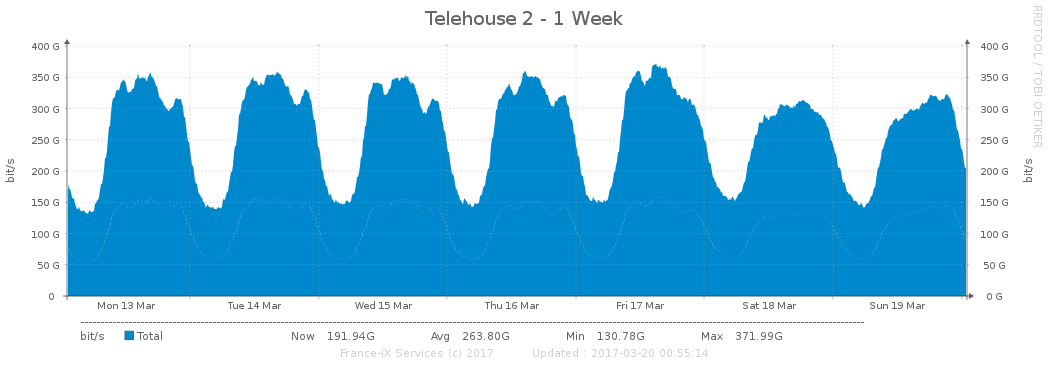 Telehouse 2 - 1 Week
RRDTOOL / TOBI OETIKER
400 G 400 G
350 G 350 G
300 G 300 G
250 G 250 G
200 G 200 G
150 G 150 G
100 G 100 G
50 G 50 G
0 0 G
bit/s
bit/s
Mon 13 Mar Tue 14 Mar Wed 15 Mar Thu 16 Mar Fri 17 Mar Sat 18 Mar Sun 19 Mar
bit/s Total Now 191.94G Avg 263.80G Min 130.78G Max 371.99G
France-IX Services (c) 2017 Updated : 2017-03-20 00:55:14